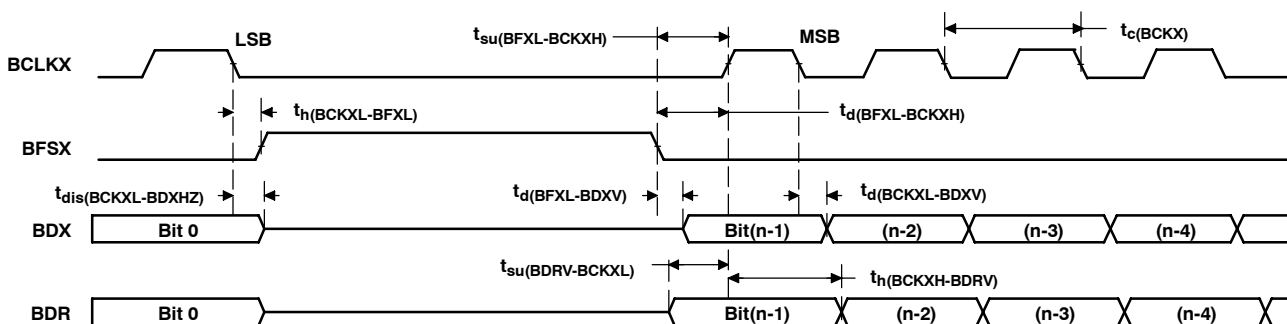 LSB
t_su(BFXL-BCKXH)
MSB
t_c(BCKX)
BCLKX
t_h(BCKXL-BFXL)
t_d(BFXL-BCKXH)
BFSX
t_dis(BCKXL-BDXHZ)
t_d(BFXL-BDXV)
t_d(BCKXL-BDXV)
BDX
Bit 0
Bit(n-1)
(n-2)
(n-3)
(n-4)
t_su(BDRV-BCKXL)
t_h(BCKXH-BDRV)
BDR
Bit 0
Bit(n-1)
(n-2)
(n-3)
(n-4)